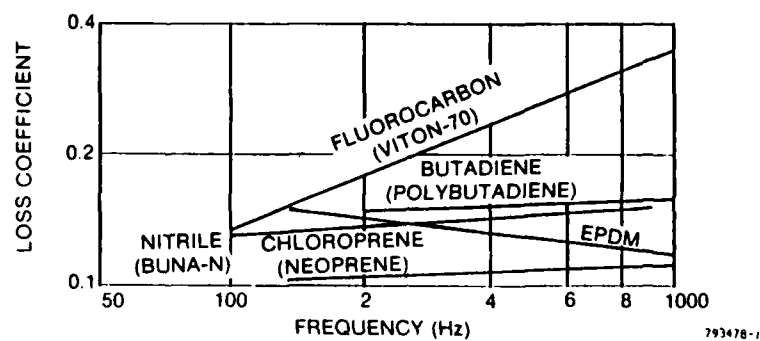 0.4
LOSS COEFFICIENT
FLUOROCARBON
(VITON-70)
0.2
BUTADIENE
(POLYBUTADIENE)
NITRILE
(BUNA-N)
CHLOROPRENE
(NEOPRENE)
EPDM
0.1
50 100 2 4 6 8 1000
FREQUENCY (Hz)
793478-1